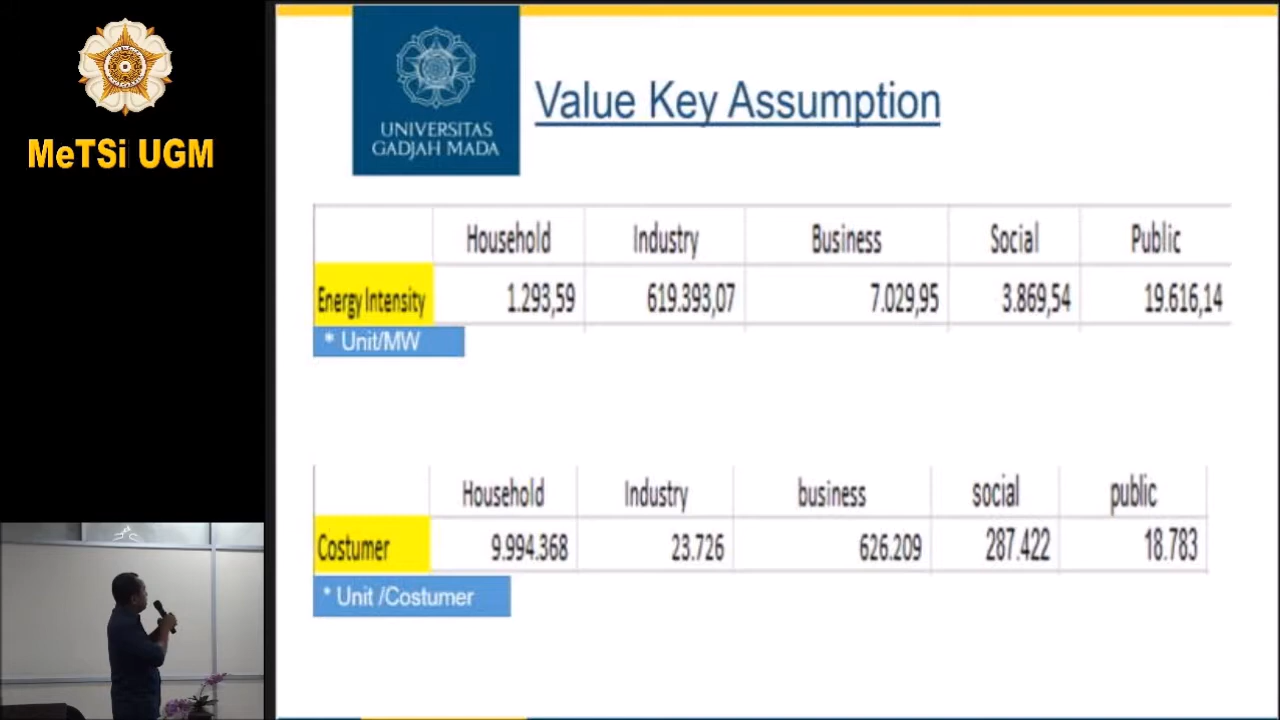 MeTSi UGM
UNIVERSITAS
GADJAH MADA
Value Key Assumption
Household Industry Business Social Public
Energy Intensity 1.293,59 619.393,07 7.029,95 3.869,54 19.616,14
* Unit/MW
Household Industry business social public
Costumer 9.994.368 23.726 626.209 287.422 18.783
* Unit /Costumer